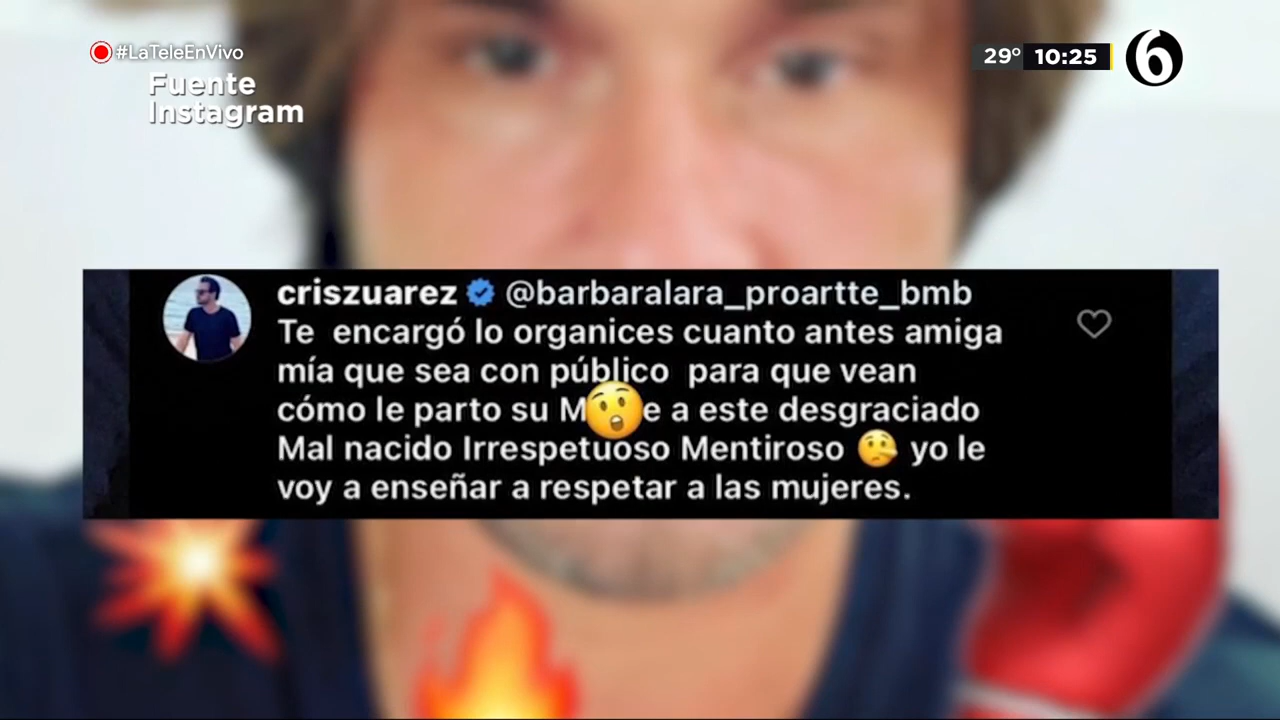 #LaTeleEnVivo
Fuente
Instagram
29° 10:25 6
criszuarez @barbaralara_proartte_bmb
Te encargó lo organices cuanto antes amiga
mía que sea con público para que vean
cómo le parto su M😲e a este desgraciado
Mal nacido Irrespetuoso Mentiroso 🤥 yo le
voy a enseñar a respetar a las mujeres.